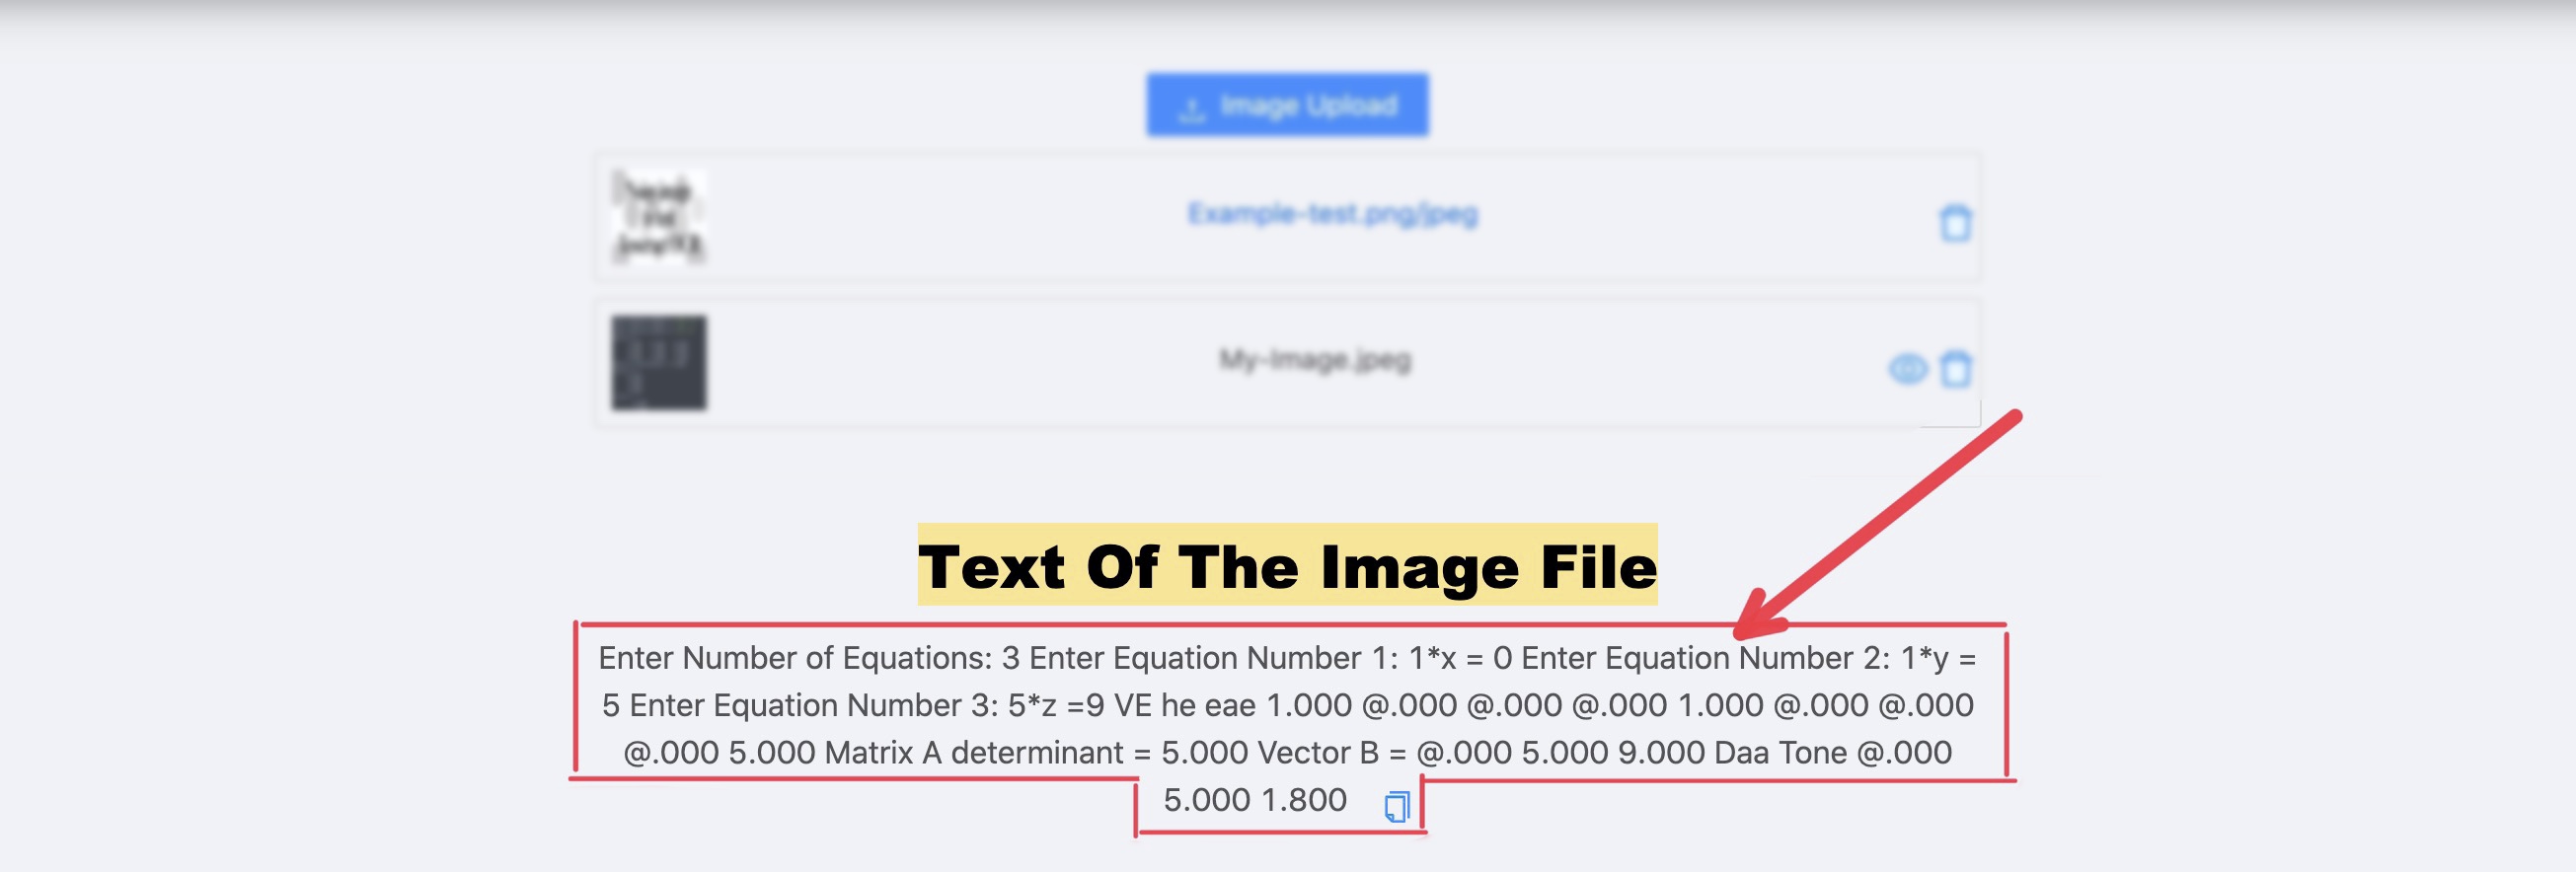 Image Upload
Example-test.png/jpeg
My-Image.jpeg
Text Of The Image File
Enter Number of Equations: 3 Enter Equation Number 1: 1*x = 0 Enter Equation Number 2: 1*y =
5 Enter Equation Number 3: 5*z =9 VE he eae 1.000 @.000 @.000 @.000 1.000 @.000 @.000
@.000 5.000 Matrix A determinant = 5.000 Vector B = @.000 5.000 9.000 Daa Tone @.000
5.000 1.800